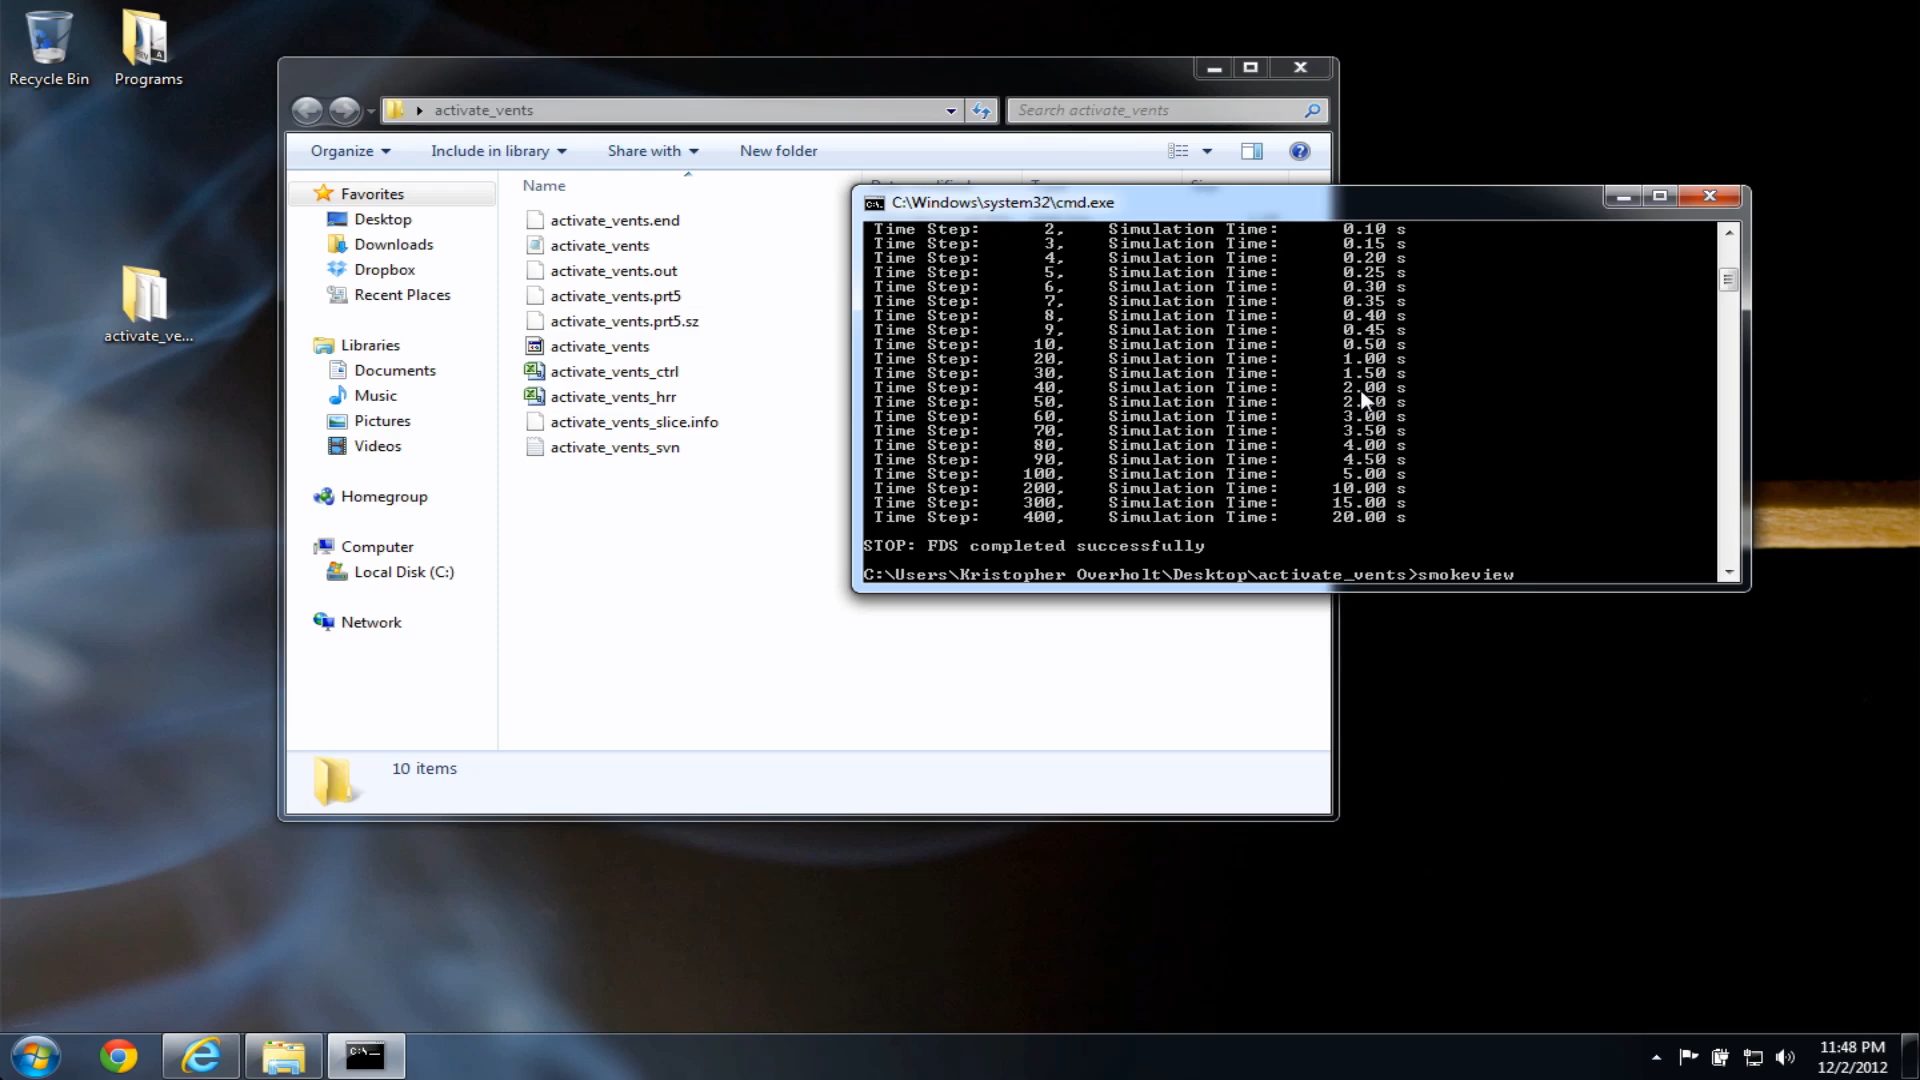 Recycle Bin
Programs
activate_ve...
activate_vents
Search activate_vents
Organize
Include in library
Share with
New folder
Name
Favorites
Desktop
Downloads
Dropbox
Recent Places
Libraries
Documents
Music
Pictures
Videos
Homegroup
Computer
Local Disk (C:)
Network
activate_vents.end
activate_vents
activate_vents.out
activate_vents.prt5
activate_vents.prt5.sz
activate_vents
activate_vents_ctrl
activate_vents_hrr
activate_vents_slice.info
activate_vents_svn
10 items
C:\Windows\system32\cmd.exe
Time Step: 2, Simulation Time: 0.10 s
Time Step: 3, Simulation Time: 0.15 s
Time Step: 4, Simulation Time: 0.20 s
Time Step: 5, Simulation Time: 0.25 s
Time Step: 6, Simulation Time: 0.30 s
Time Step: 7, Simulation Time: 0.35 s
Time Step: 8, Simulation Time: 0.40 s
Time Step: 9, Simulation Time: 0.45 s
Time Step: 10, Simulation Time: 0.50 s
Time Step: 20, Simulation Time: 1.00 s
Time Step: 30, Simulation Time: 1.50 s
Time Step: 40, Simulation Time: 2.00 s
Time Step: 50, Simulation Time: 2.50 s
Time Step: 60, Simulation Time: 3.00 s
Time Step: 70, Simulation Time: 3.50 s
Time Step: 80, Simulation Time: 4.00 s
Time Step: 90, Simulation Time: 4.50 s
Time Step: 100, Simulation Time: 5.00 s
Time Step: 200, Simulation Time: 10.00 s
Time Step: 300, Simulation Time: 15.00 s
Time Step: 400, Simulation Time: 20.00 s
STOP: FDS completed successfully
C:\Users\Kristopher Overholt\Desktop\activate_vents>smokeview
11:48 PM
12/2/2012